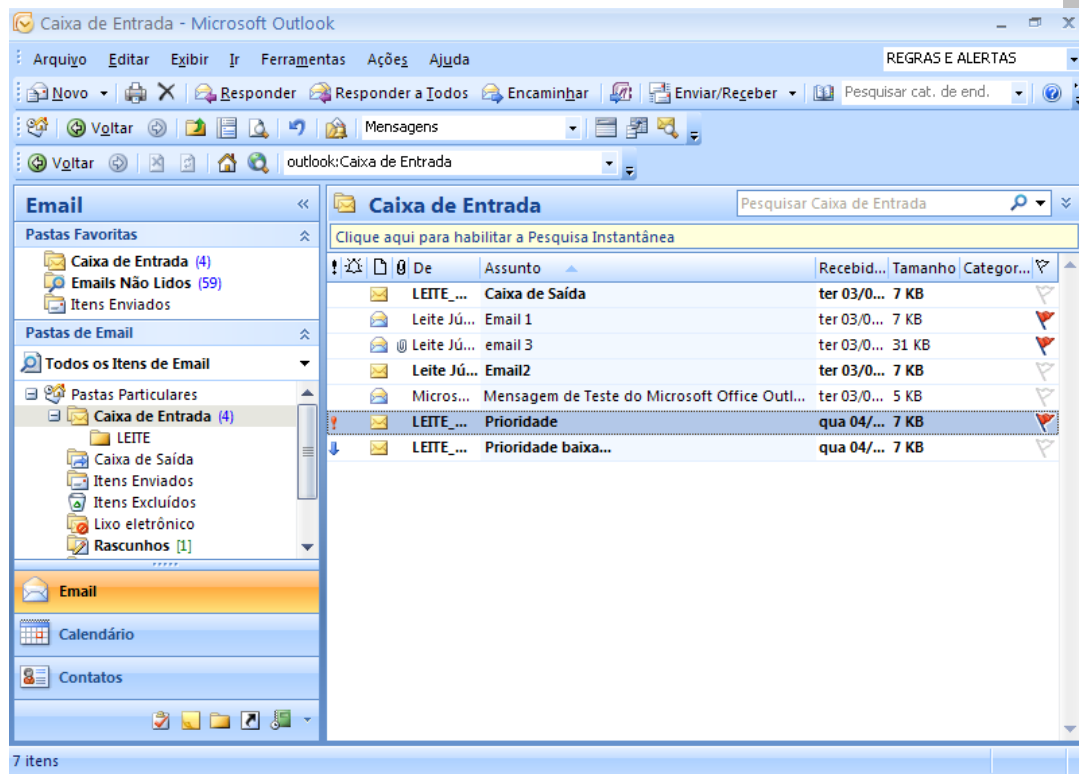 Caixa de Entrada - Microsoft Outlook
Arquivo Editar Exibir Ir Ferramentas Ações Ajuda REGRAS E ALERTAS
Novo Responder Responder a Todos Encaminhar Enviar/Receber Pesquisar cat. de end.
Voltar Mensagens
Voltar outlook:Caixa de Entrada
Email «
Pastas Favoritas
Caixa de Entrada (4)
Emails Não Lidos (59)
Itens Enviados
Pastas de Email
Todos os Itens de Email
Pastas Particulares
Caixa de Entrada (4)
LEITE
Caixa de Saída
Itens Enviados
Itens Excluídos
Lixo eletrônico
Rascunhos [1]
Email
Calendário
Contatos
Caixa de Entrada Pesquisar Caixa de Entrada
Clique aqui para habilitar a Pesquisa Instantânea
De Assunto Recebid... Tamanho Categor...
LEITE_... Caixa de Saída ter 03/0... 7 KB
Leite Jú... Email 1 ter 03/0... 7 KB
Leite Jú... email 3 ter 03/0... 31 KB
Leite Jú... Email2 ter 03/0... 7 KB
Micros... Mensagem de Teste do Microsoft Office Outl... ter 03/0... 5 KB
LEITE_... Prioridade qua 04/... 7 KB
LEITE_... Prioridade baixa... qua 04/... 7 KB
7 itens